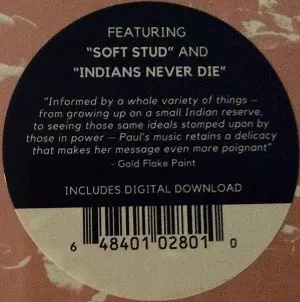 FEATURING
“SOFT STUD” AND
“INDIANS NEVER DIE”
"Informed by a whole variety of things –
from growing up on a small Indian reserve,
to seeing those same ideals stomped upon by
those in power – Paul's music retains a delicacy
that makes her message even more poignant"
- Gold Flake Paint
INCLUDES DIGITAL DOWNLOAD
6 48401 02801 0